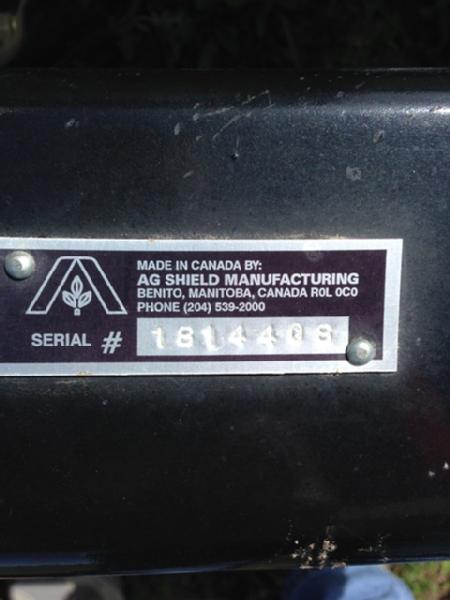 MADE IN CANADA BY:
AG SHIELD MANUFACTURING
BENITO, MANITOBA, CANADA R0L 0C0
PHONE (204) 539-2000
SERIAL # 1814408